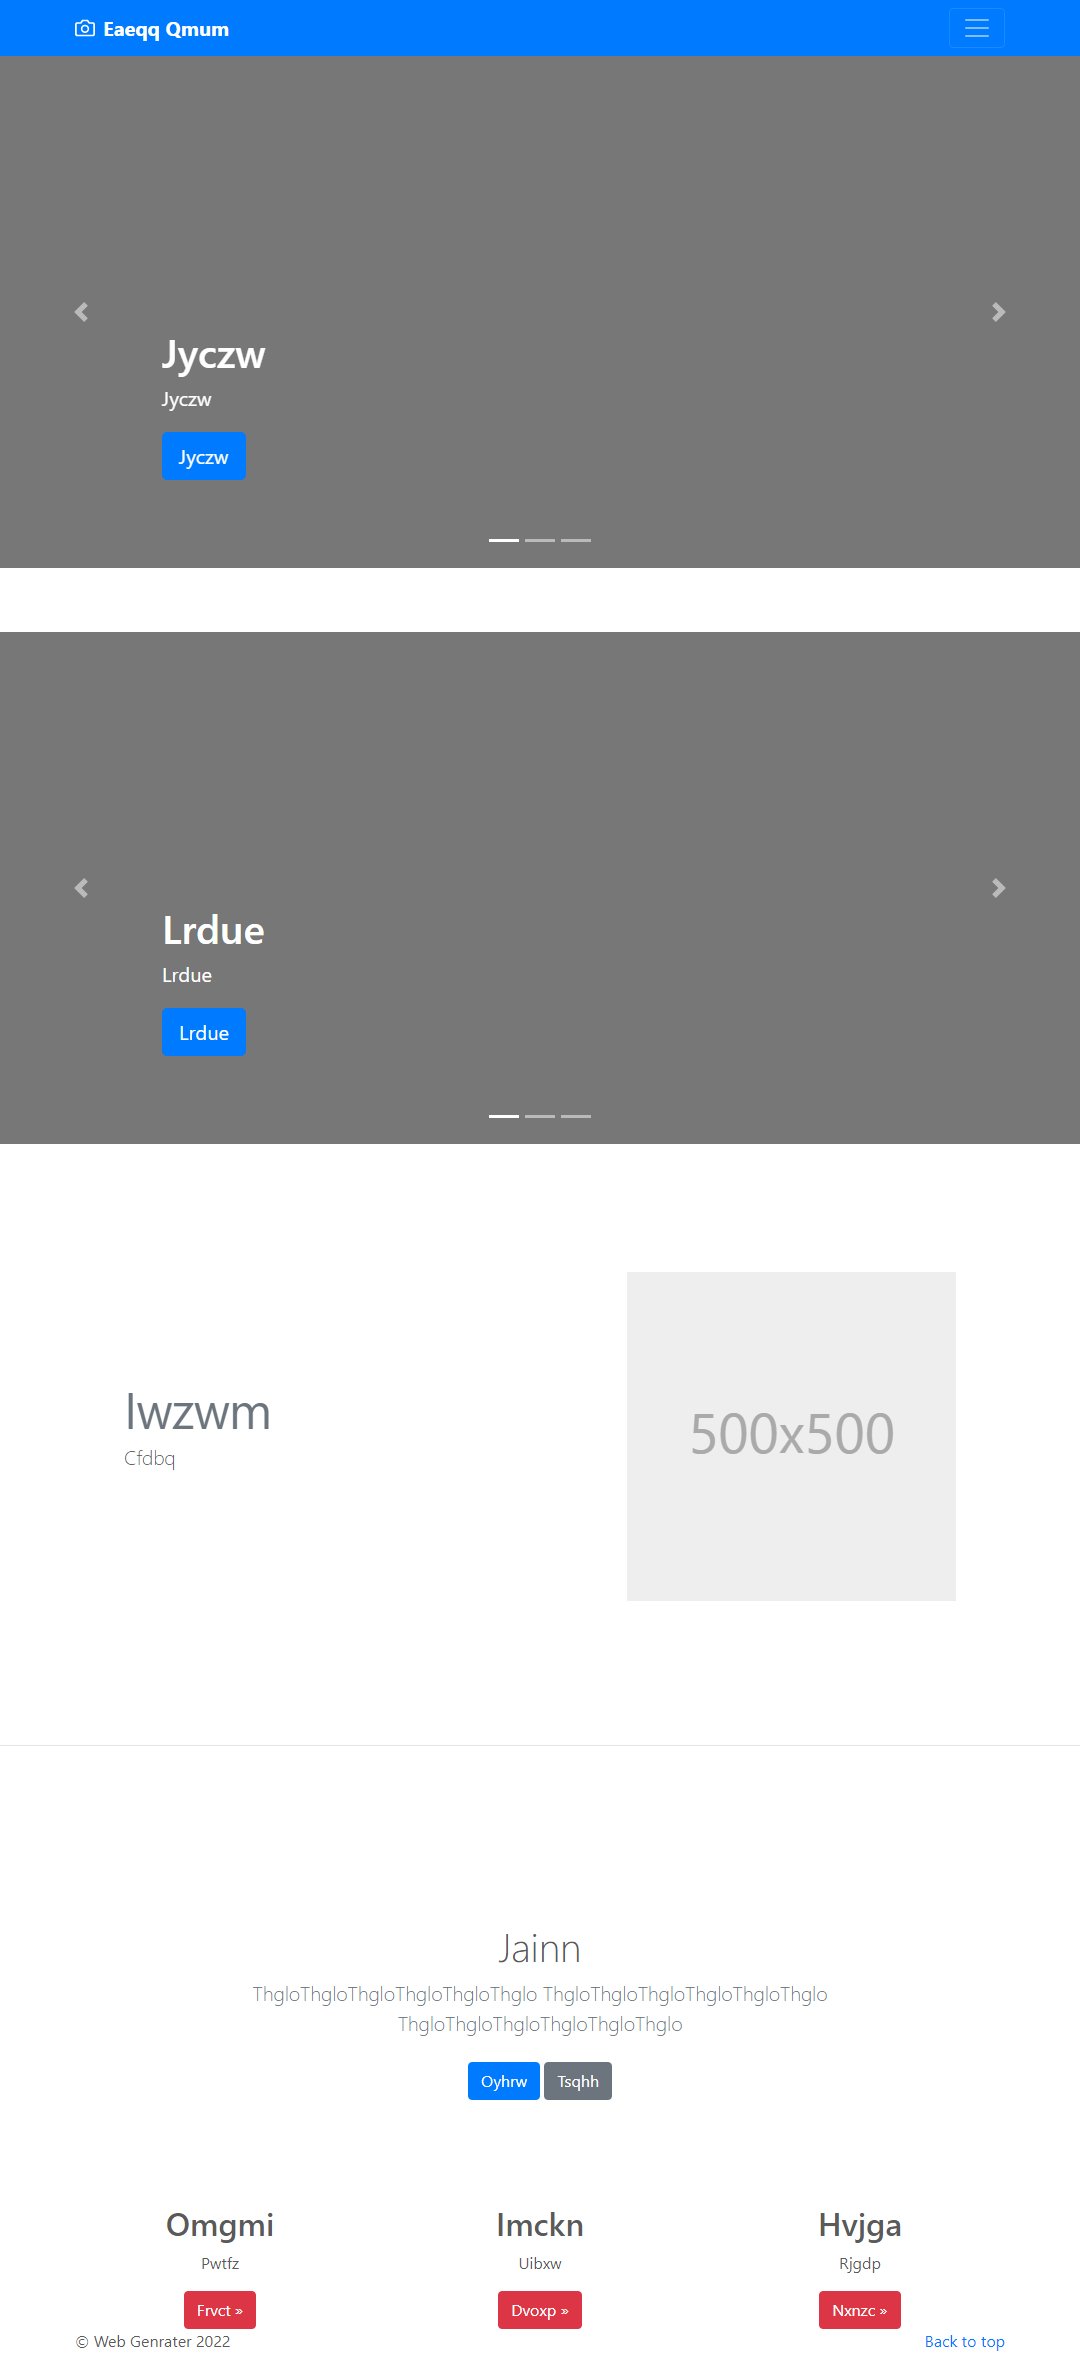 Eaeqq Qmum
Jyczw
Jyczw
Jyczw
Lrdue
Lrdue
Lrdue
Iwzwm
Cfdbq
500x500
Jainn
ThgloThgloThgloThgloThgloThglo ThgloThgloThgloThgloThgloThglo
ThgloThgloThgloThgloThgloThglo
Oyhrw Tsqhh
Omgmi Imckn Hvjga
Pwtfz Uibxw Rjgdp
Frvct » Dvoxp » Nxnzc »
© Web Genrater 2022 Back to top